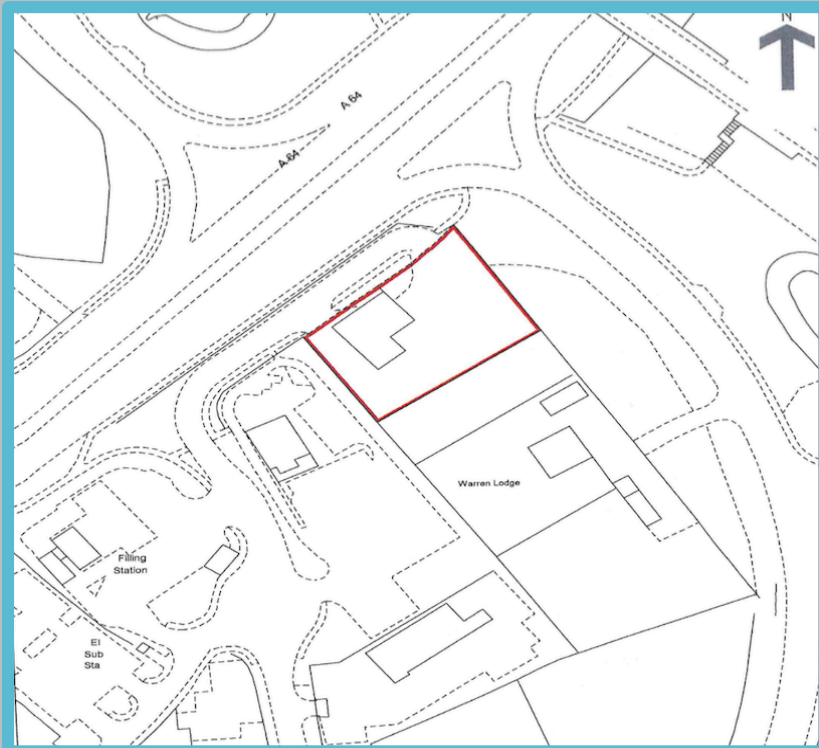 N
A 64
A 64
Warren Lodge
Filling
Station
El
Sub
Sta